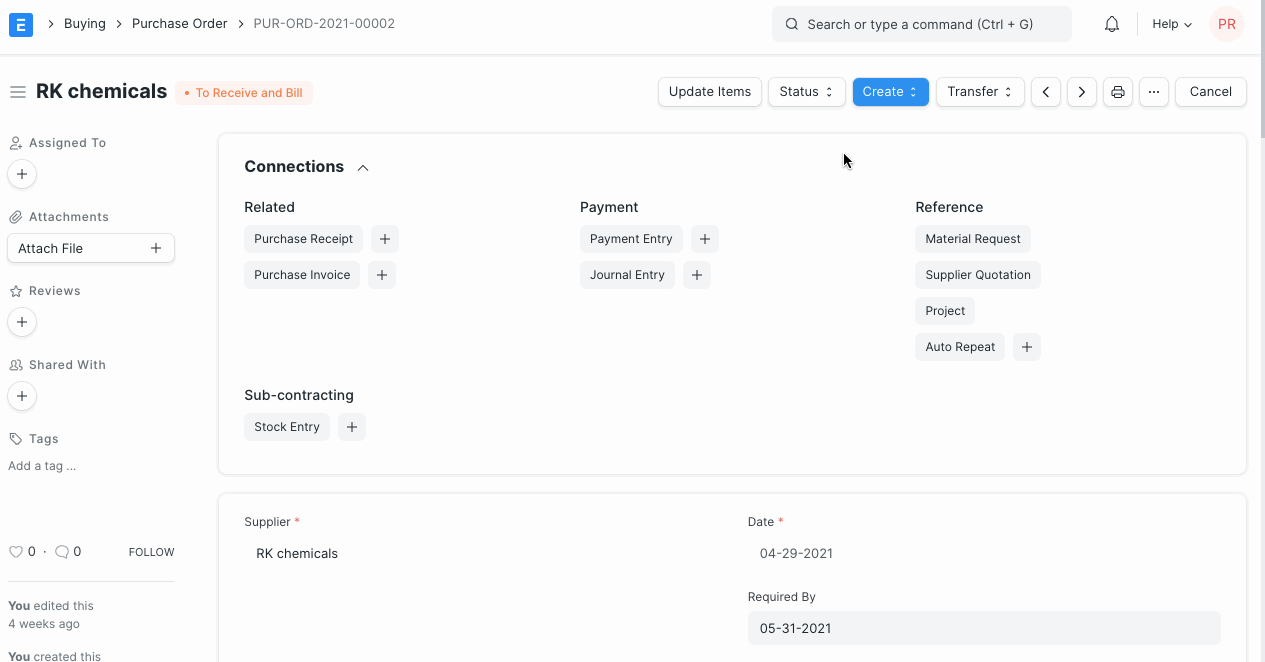 E Buying Purchase Order PUR-ORD-2021-00002 Search or type a command (Ctrl + G) Help PR
RK chemicals • To Receive and Bill Update Items Status Create Transfer ... Cancel
Assigned To
+
Attachments
Attach File +
Reviews
+
Shared With
+
Tags
Add a tag ...
0 · 0 FOLLOW
You edited this
4 weeks ago
You created this
Connections
Related
Purchase Receipt +
Purchase Invoice +
Payment
Payment Entry +
Journal Entry +
Reference
Material Request
Supplier Quotation
Project
Auto Repeat +
Sub-contracting
Stock Entry +
Supplier *
RK chemicals
Date *
04-29-2021
Required By
05-31-2021